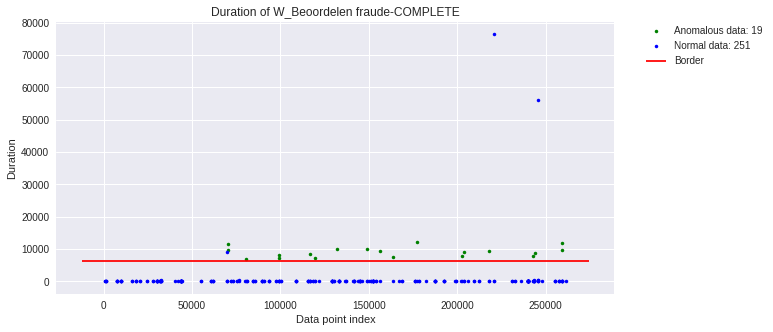 Duration of W_Beoordelen fraude-COMPLETE
80000
70000
60000
50000
40000
30000
20000
10000
0
Duration
0
50000
100000
150000
200000
250000
Data point index
Anomalous data: 19
Normal data: 251
Border